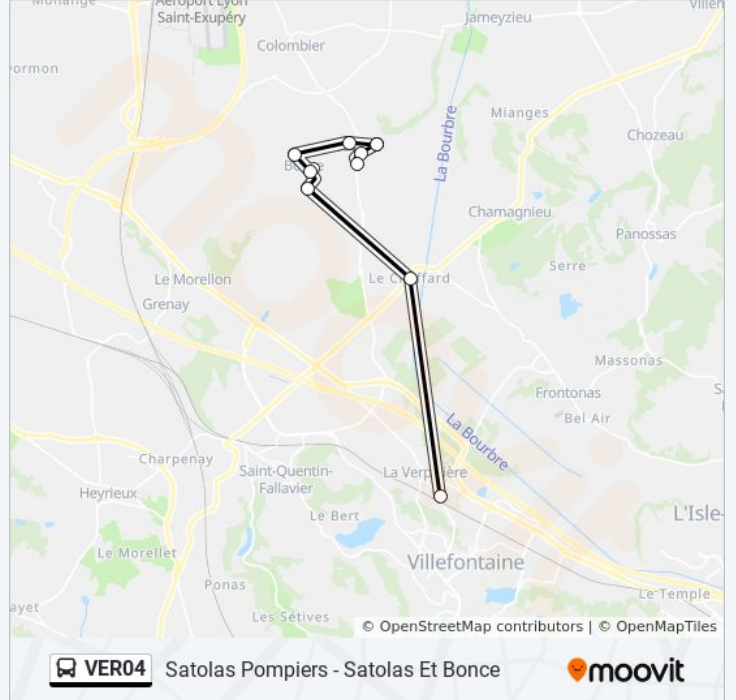 Aéroport Lyon
Saint-Exupéry
Jameyzieu
Colombier
Mianges
Chozeau
La Bourbre
Chamagnieu
Panossas
Le Chaffard
Serre
Le Morellon
Grenay
Massonas
Frontonas
Bel Air
La Bourbre
Charpenay
Saint-Quentin-
Fallavier
La Verpillière
Heyrieux
Le Bert
L'Isle-
Le Morellet
Villefontaine
Ponas
Le Temple
Les Sétives
© OpenStreetMap contributors | © OpenMapTiles
VER04 Satolas Pompiers - Satolas Et Bonce
moovit